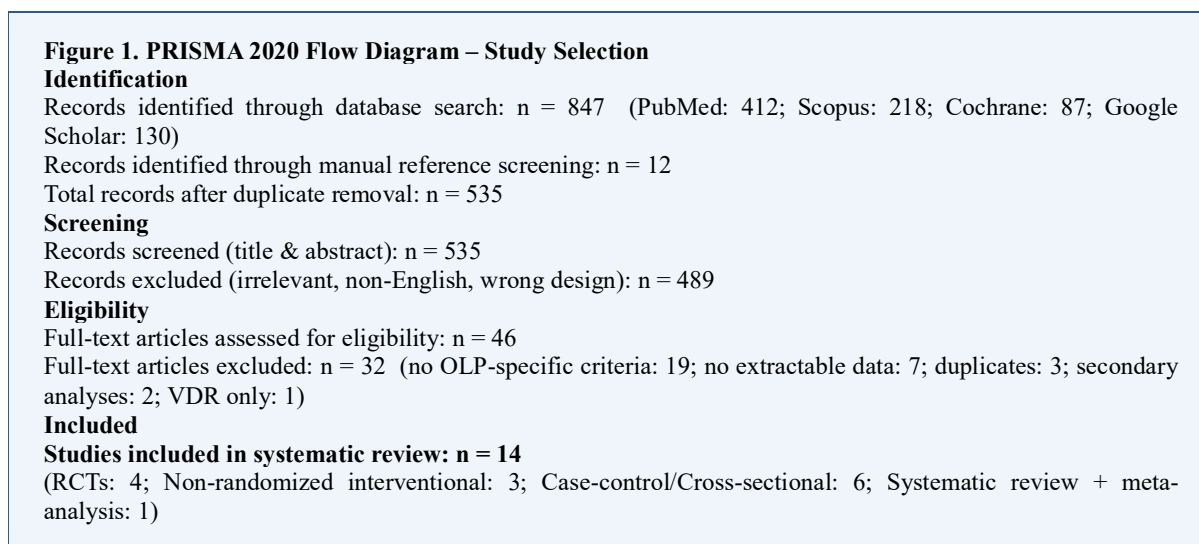 Figure 1. PRISMA 2020 Flow Diagram – Study Selection
Identification
Records identified through database search: n = 847 (PubMed: 412; Scopus: 218; Cochrane: 87; Google
Scholar: 130)
Records identified through manual reference screening: n = 12
Total records after duplicate removal: n = 535
Screening
Records screened (title & abstract): n = 535
Records excluded (irrelevant, non-English, wrong design): n = 489
Eligibility
Full-text articles assessed for eligibility: n = 46
Full-text articles excluded: n = 32 (no OLP-specific criteria: 19; no extractable data: 7; duplicates: 3; secondary
analyses: 2; VDR only: 1)
Included
Studies included in systematic review: n = 14
(RCTs: 4; Non-randomized interventional: 3; Case-control/Cross-sectional: 6; Systematic review + meta-
analysis: 1)